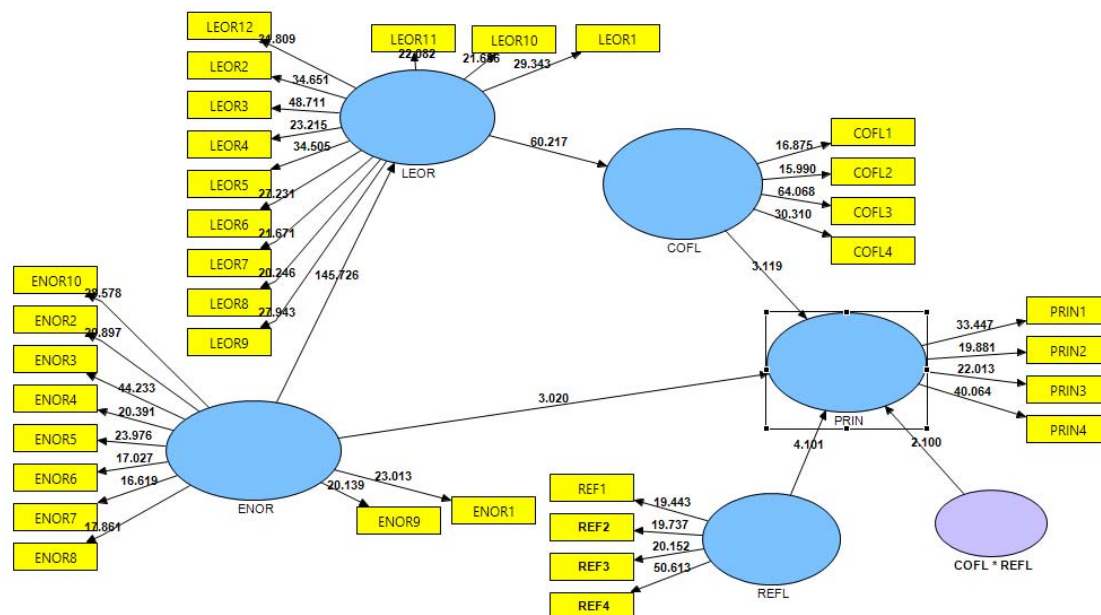 LEOR12
LEOR11
LEOR10
LEOR1
22.082
21.686
29.343
LEOR2
34.651
LEOR3
48.711
LEOR4
23.215
LEOR5
34.505
LEOR6
27.231
LEOR7
21.671
LEOR8
20.246
LEOR9
27.943
LEOR
60.217
COFL1
16.875
COFL2
15.990
COFL3
64.068
COFL4
30.310
COFL
145.726
3.119
ENOR10
28.578
ENOR2
ENOR3
44.233
ENOR4
20.391
ENOR5
23.976
ENOR6
17.027
ENOR7
16.619
ENOR8
17.861
ENOR
ENOR9
20.139
ENOR1
23.013
3.020
PRIN1
33.447
PRIN2
19.881
PRIN3
22.013
PRIN4
40.064
PRIN
4.101
2.100
REF1
19.443
REF2
19.737
REF3
20.152
REF4
50.613
REFL
COFL * REFL